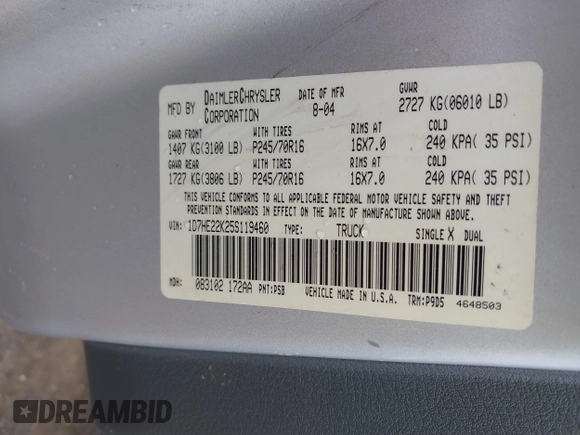 MFD BY DAIMLERCHRYSLER CORPORATION DATE OF MFR 8-04 GVWR 2727 KG(06010 LB)
GAWR FRONT WITH TIRES RIMS AT COLD
1407 KG(3100 LB) P245/70R16 16X7.0 240 KPA( 35 PSI)
GAWR REAR WITH TIRES RIMS AT COLD
1727 KG(3806 LB) P245/70R16 16X7.0 240 KPA( 35 PSI)
THIS VEHICLE CONFORMS TO ALL APPLICABLE FEDERAL MOTOR VEHICLE SAFETY AND THEFT
PREVENTION STANDARDS IN EFFECT ON THE DATE OF MANUFACTURE SHOWN ABOVE.
VIN: 1D7HE22K25S119460 TYPE: TRUCK SINGLE X DUAL
MDH: 083102 172AA PNT:PSB VEHICLE MADE IN U.S.A. TRM:P9D5 4648503
DREAMBID